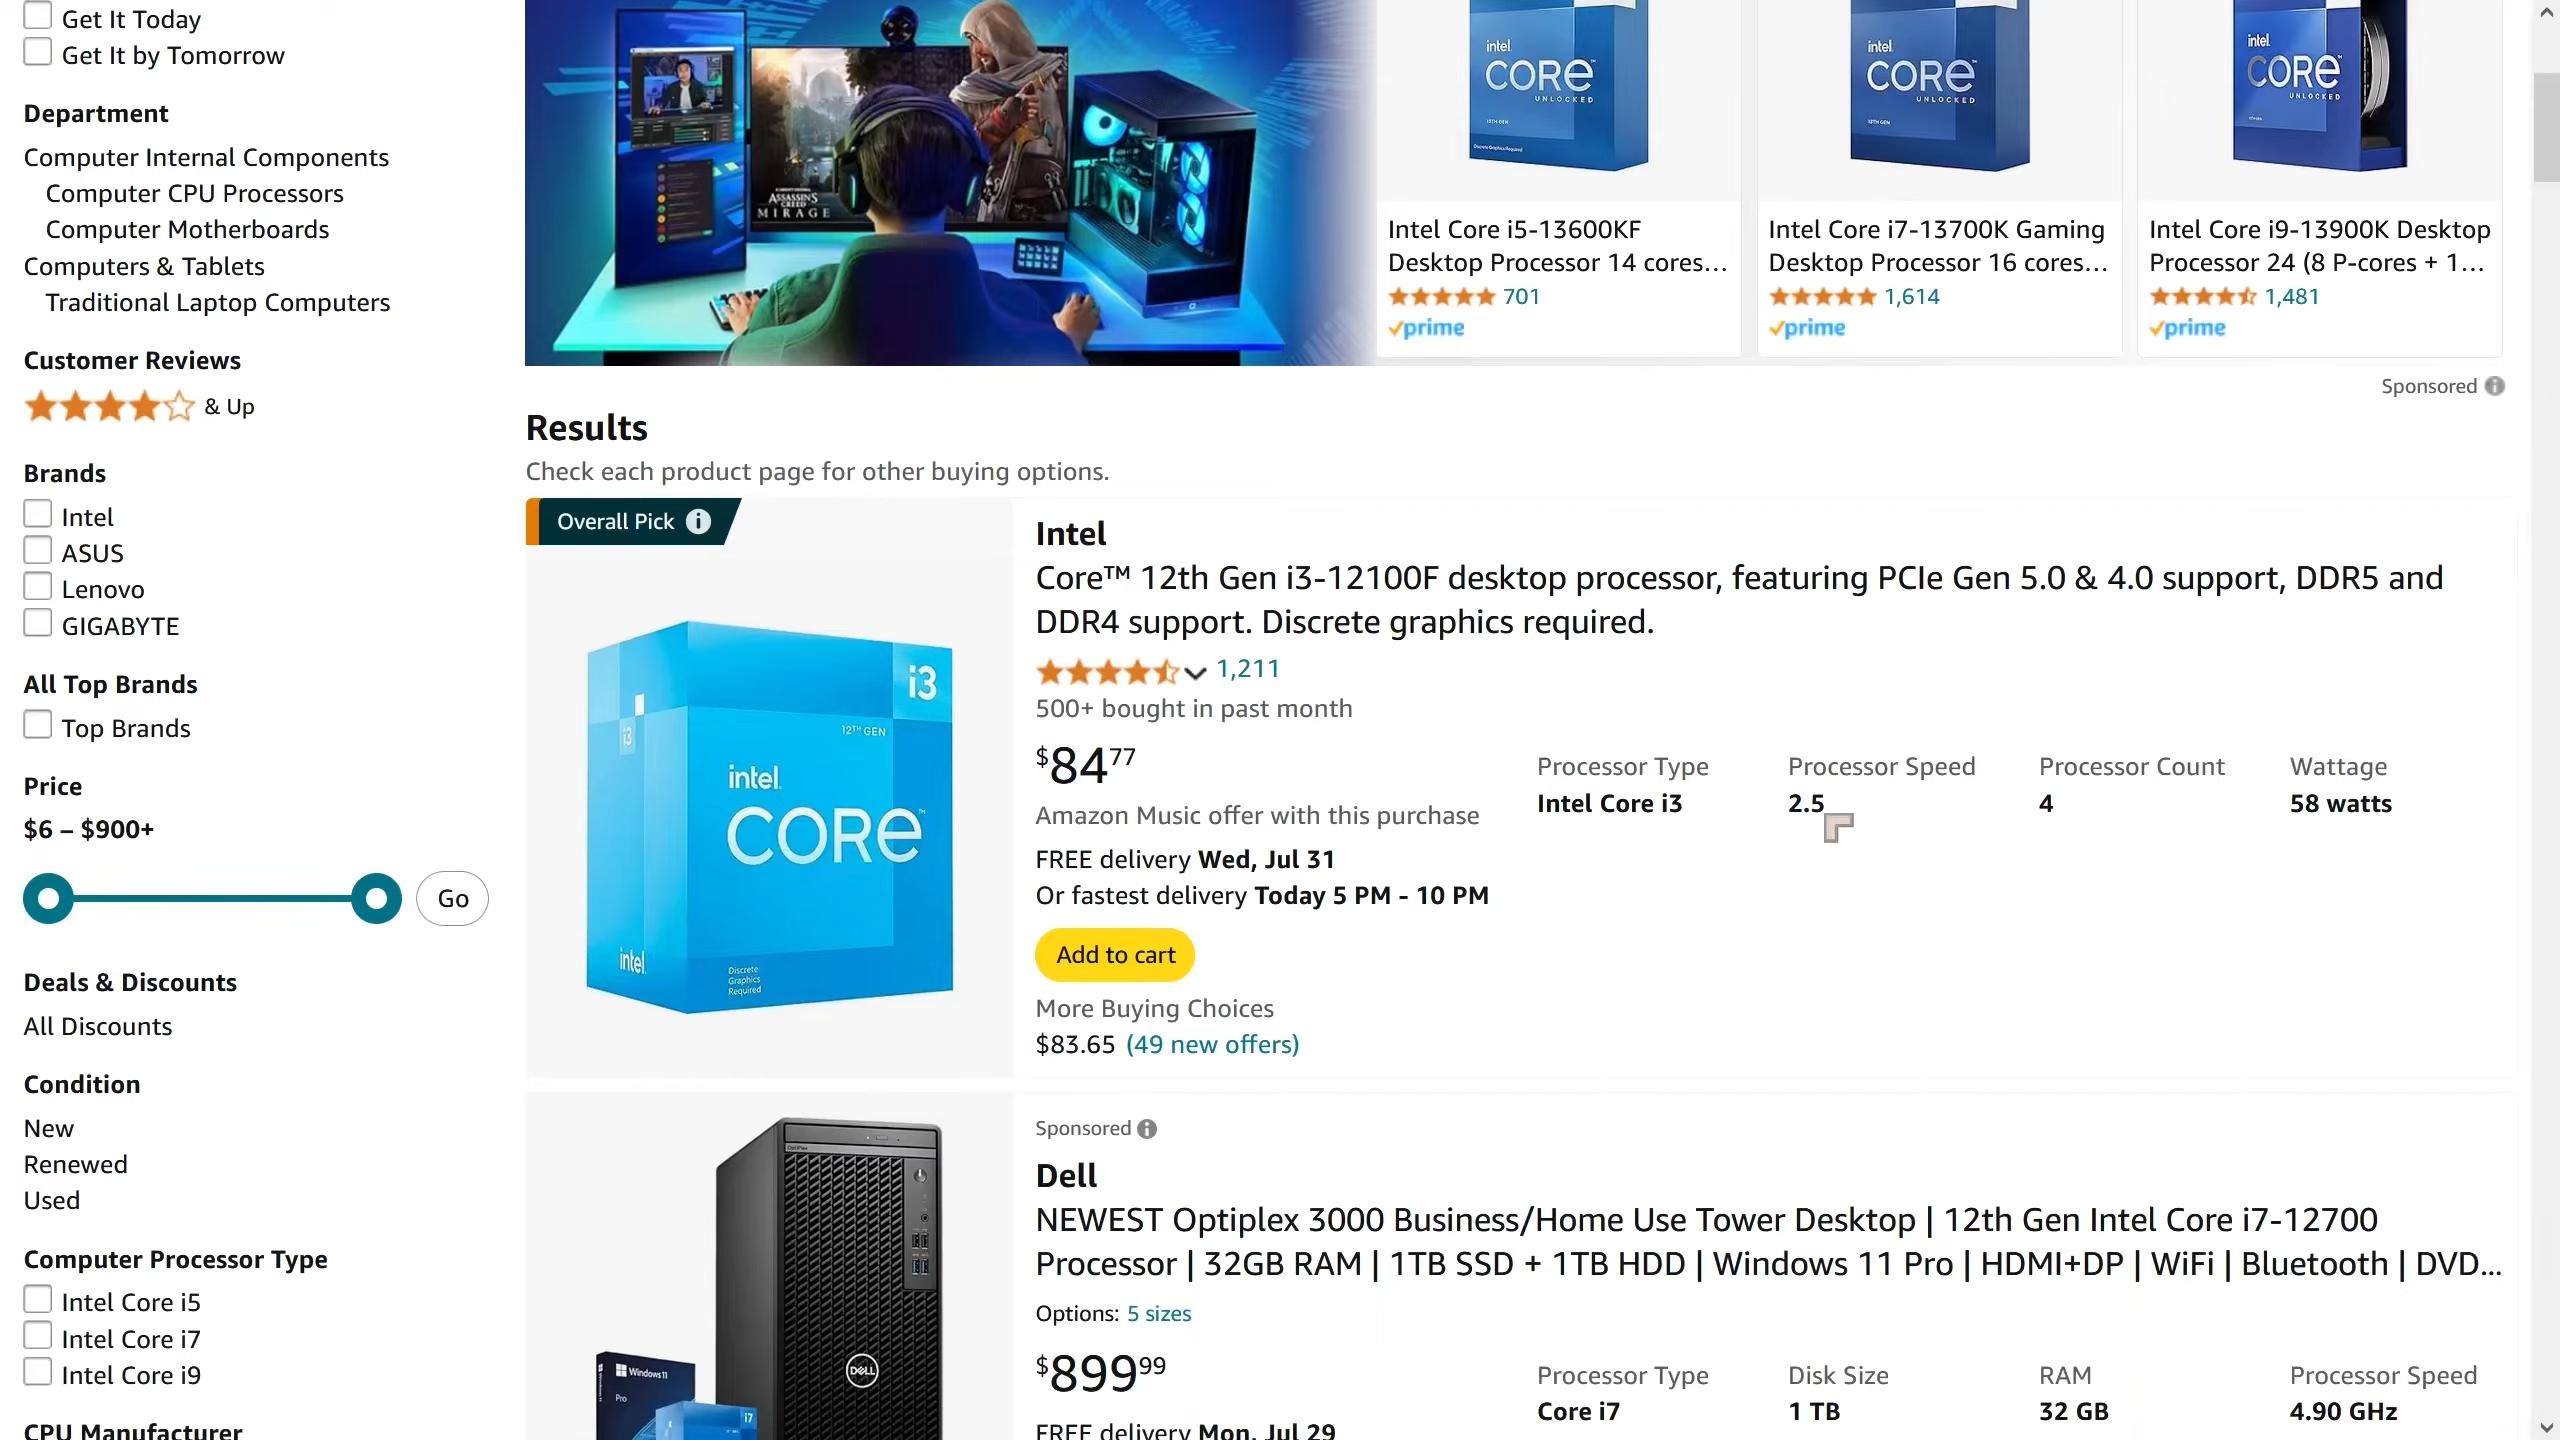 Get It Today
Get It by Tomorrow
Department
Computer Internal Components
Computer CPU Processors
Computer Motherboards
Computers & Tablets
Traditional Laptop Computers
Customer Reviews
& Up
Brands
Intel
ASUS
Lenovo
GIGABYTE
All Top Brands
Top Brands
Price
$6 – $900+
Go
Deals & Discounts
All Discounts
Condition
New
Renewed
Used
Computer Processor Type
Intel Core i5
Intel Core i7
Intel Core i9
CPU Manufacturer
ASSASSIN'S
CREED
MIRAGE
intel
CORE
UNLOCKED
13TH GEN
Discrete Graphics Required
Intel Core i5-13600KF
Desktop Processor 14 cores...
701
prime
intel
CORE
UNLOCKED
13TH GEN
Intel Core i7-13700K Gaming
Desktop Processor 16 cores...
1,614
prime
intel
CORE
UNLOCKED
Intel Core i9-13900K Desktop
Processor 24 (8 P-cores + 1...
1,481
prime
Sponsored
Results
Check each product page for other buying options.
Overall Pick
i3
i3
12TH GEN
intel
CORE
intel
Discrete
Graphics
Required
Intel
Core™ 12th Gen i3-12100F desktop processor, featuring PCIe Gen 5.0 & 4.0 support, DDR5 and
DDR4 support. Discrete graphics required.
1,211
500+ bought in past month
$84.77
Amazon Music offer with this purchase
FREE delivery Wed, Jul 31
Or fastest delivery Today 5 PM - 10 PM
Add to cart
More Buying Choices
$83.65 (49 new offers)
Processor Type Processor Speed Processor Count Wattage
Intel Core i3 2.5 4 58 watts
OptiPlex
DELL
Windows 11
Pro
i7
Sponsored
Dell
NEWEST Optiplex 3000 Business/Home Use Tower Desktop | 12th Gen Intel Core i7-12700
Processor | 32GB RAM | 1TB SSD + 1TB HDD | Windows 11 Pro | HDMI+DP | WiFi | Bluetooth | DVD...
Options: 5 sizes
$899.99
FREE delivery Mon, Jul 29
Processor Type Disk Size RAM Processor Speed
Core i7 1 TB 32 GB 4.90 GHz